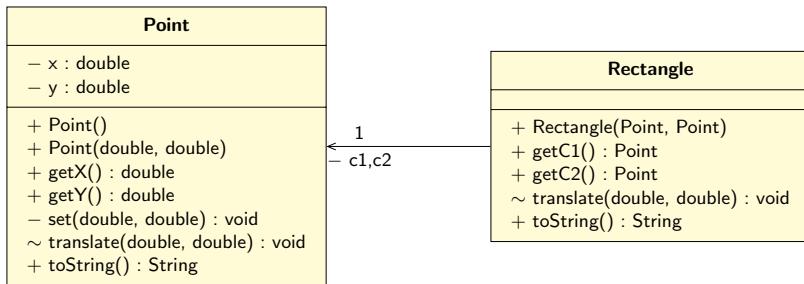 Point
− x : double
− y : double
+ Point()
+ Point(double, double)
+ getX() : double
+ getY() : double
− set(double, double) : void
~ translate(double, double) : void
+ toString() : String
1
− c1,c2
Rectangle
+ Rectangle(Point, Point)
+ getC1() : Point
+ getC2() : Point
~ translate(double, double) : void
+ toString() : String